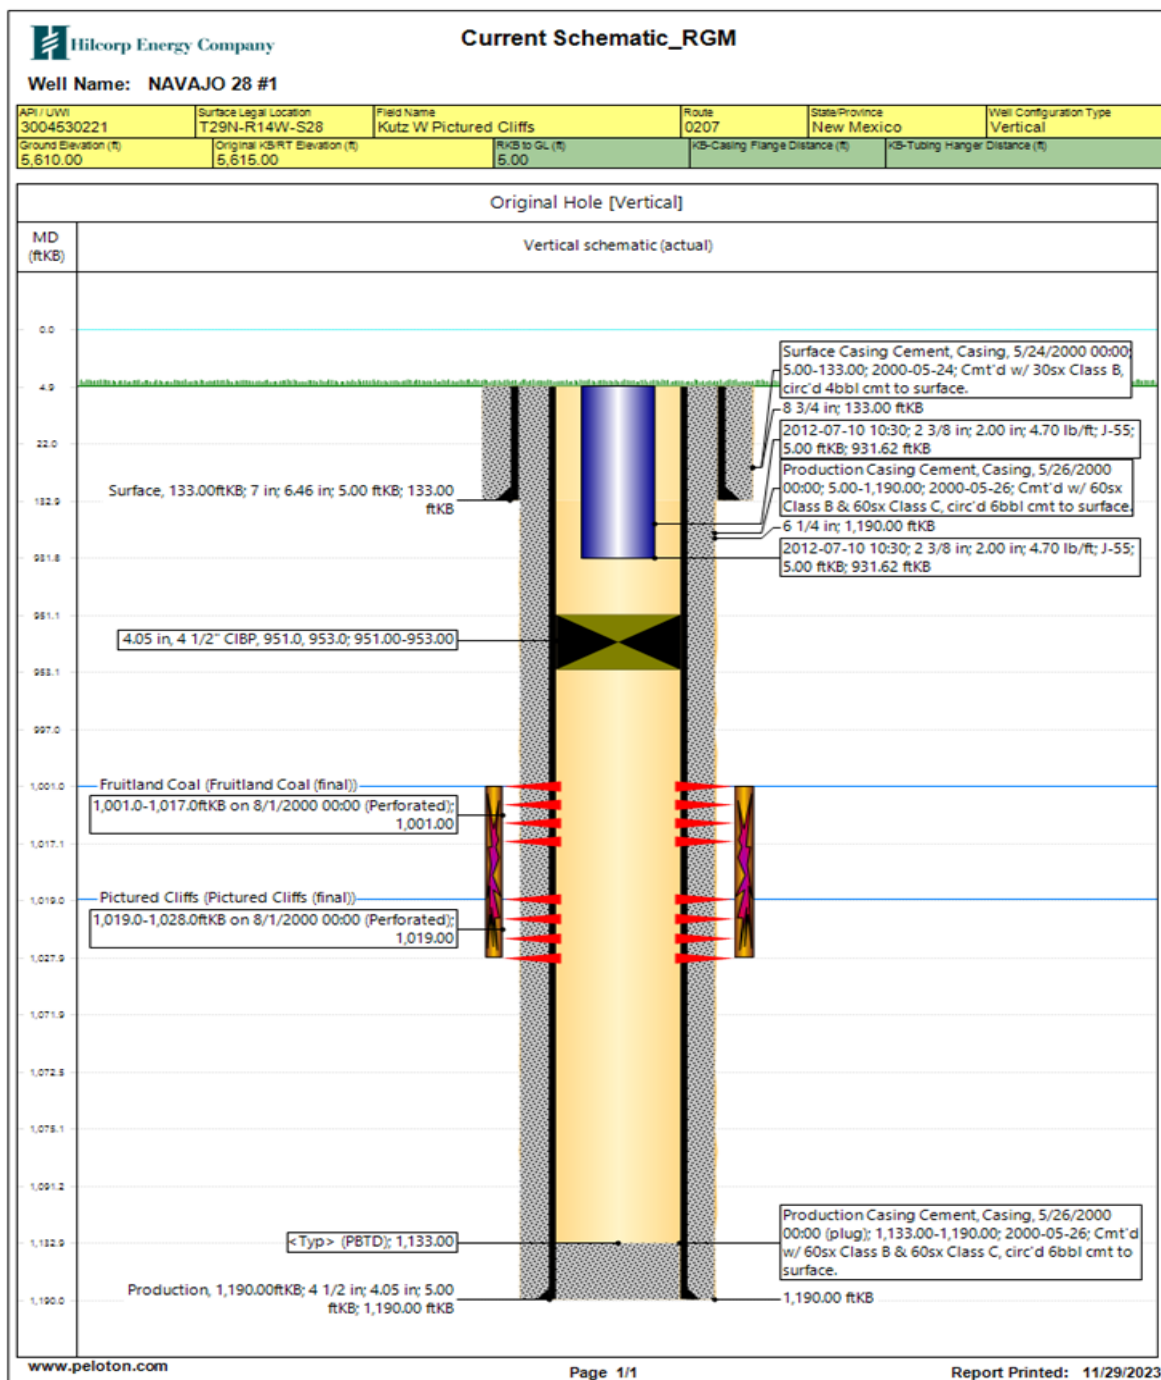 Hilcorp Energy Company
Current Schematic_RGM
Well Name: NAVAJO 28 #1
API / UWI
3004530221
Surface Legal Location
T29N-R14W-S28
Field Name
Kutz W Pictured Cliffs
Route
0207
State/Province
New Mexico
Well Configuration Type
Vertical
Ground Elevation (ft)
5,610.00
Original KB/RT Elevation (ft)
5,615.00
RKB to GL (ft)
5.00
KB-Casing Flange Distance (ft)
KB-Tubing Hanger Distance (ft)
Original Hole [Vertical]
MD
(ftKB)
Vertical schematic (actual)
0.0
Surface Casing Cement, Casing, 5/24/2000 00:00;
5.00-133.00; 2000-05-24; Cmt'd w/ 30sx Class B,
circ'd 4bbl cmt to surface.
4.9
8 3/4 in; 133.00 ftKB
22.0
2012-07-10 10:30; 2 3/8 in; 2.00 in; 4.70 lb/ft; J-55;
5.00 ftKB; 931.62 ftKB
Production Casing Cement, Casing, 5/26/2000
00:00; 5.00-1,190.00; 2000-05-26; Cmt'd w/ 60sx
Class B & 60sx Class C, circ'd 6bbl cmt to surface.
Surface, 133.00ftKB; 7 in; 6.46 in; 5.00 ftKB; 133.00
ftKB
132.9
6 1/4 in; 1,190.00 ftKB
2012-07-10 10:30; 2 3/8 in; 2.00 in; 4.70 lb/ft; J-55;
5.00 ftKB; 931.62 ftKB
931.8
951.1
4.05 in, 4 1/2" CIBP, 951.0, 953.0; 951.00-953.00
953.1
997.0
1,001.0
Fruitland Coal (Fruitland Coal (final))
1,001.0-1,017.0ftKB on 8/1/2000 00:00 (Perforated);
1,001.00
1,017.1
1,019.0
Pictured Cliffs (Pictured Cliffs (final))
1,019.0-1,028.0ftKB on 8/1/2000 00:00 (Perforated);
1,019.00
1,027.9
1,071.9
1,072.5
1,075.1
1,091.2
<Typ> (PBTD); 1,133.00
1,132.9
Production Casing Cement, Casing, 5/26/2000
00:00 (plug); 1,133.00-1,190.00; 2000-05-26; Cmt'd
w/ 60sx Class B & 60sx Class C, circ'd 6bbl cmt to
surface.
Production, 1,190.00ftKB; 4 1/2 in; 4.05 in; 5.00
ftKB; 1,190.00 ftKB
1,190.0
1,190.00 ftKB
www.peloton.com
Page 1/1
Report Printed: 11/29/2023